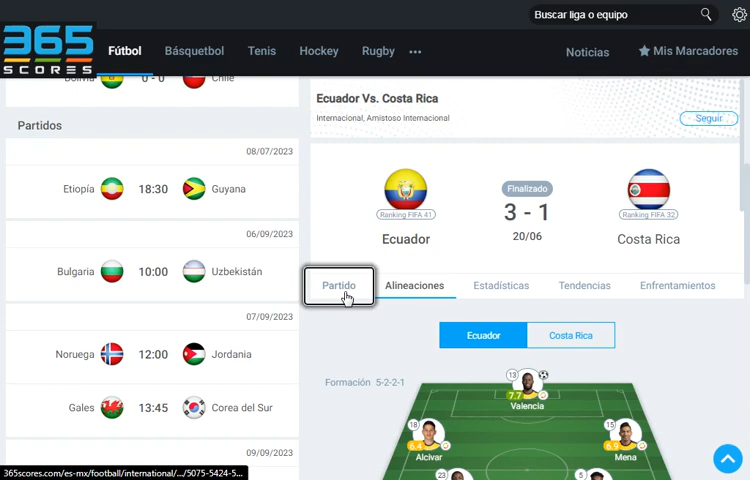 Buscar liga o equipo
365
SCORES
Fútbol
Básquetbol
Tenis
Hockey
Rugby
Noticias
Mis Marcadores
Bolivia 0 - 0 Chile
Partidos
08/07/2023
Etiopía 18:30 Guyana
06/09/2023
Bulgaria 10:00 Uzbekistán
07/09/2023
Noruega 12:00 Jordania
Gales 13:45 Corea del Sur
09/09/2023
365scores.com/es-mx/football/international/.../5075-5424-5...
Ecuador Vs. Costa Rica
Internacional, Amistoso Internacional
Seguir
Finalizado
Ranking FIFA 41
3 - 1
Ranking FIFA 32
Ecuador
20/06
Costa Rica
Partido
Alineaciones
Estadísticas
Tendencias
Enfrentamientos
Ecuador
Costa Rica
Formación 5-2-2-1
13
7.7
Valencia
18
6.4
Alcivar
15
6.9
Mena
23
5